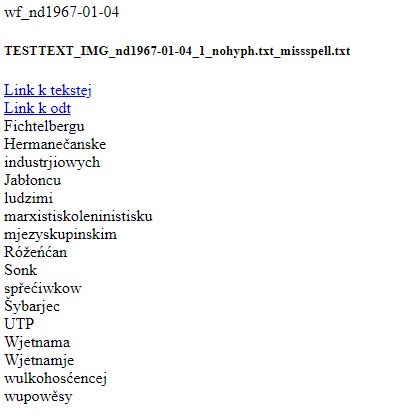 wf_nd1967-01-04
TESTTEXT_IMG_nd1967-01-04_1_nohyph.txt_missspell.txt
Link k tekstej
Link k odt
Fichtelbergu
Hermanečanske
industrjiowych
Jabłoncu
ludzimi
marxistiskoleninistisku
mjezyskupinskim
Róžeńćan
Sonk
spřećiwkow
Šybarjec
UTP
Wjetnama
Wjetnamje
wulkohosćencej
wupowěsy